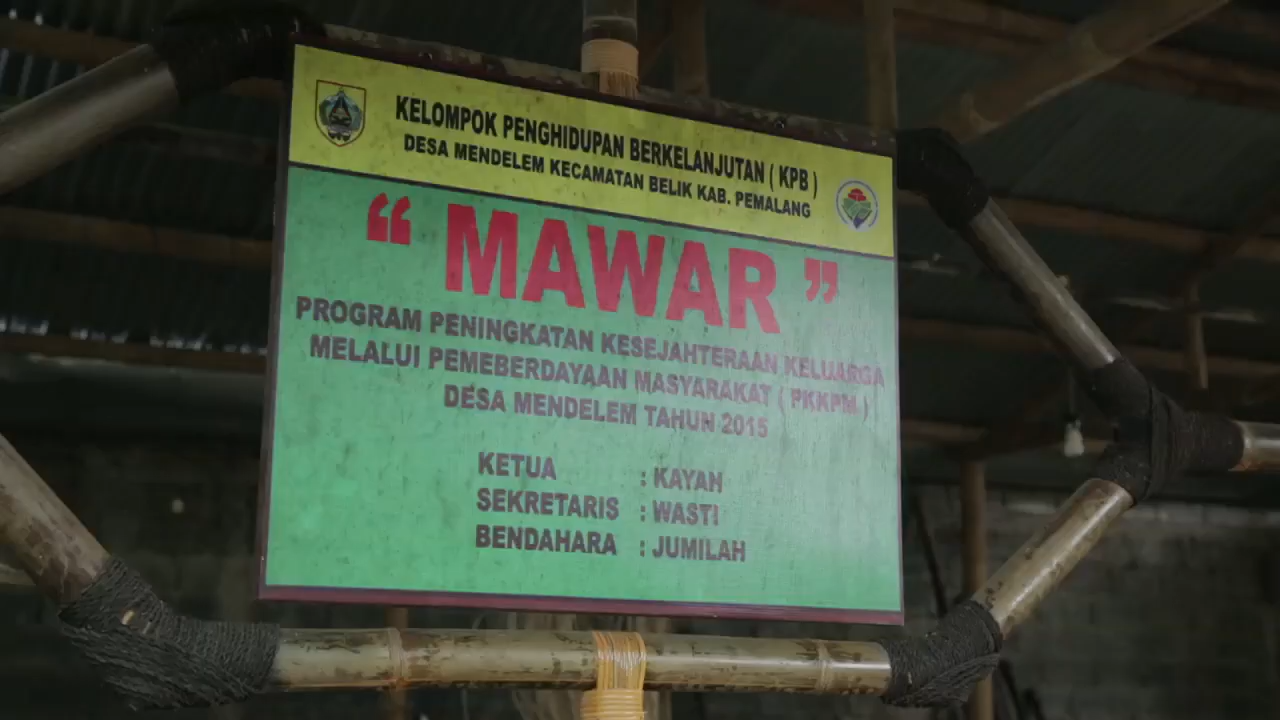 KELOMPOK PENGHIDUPAN BERKELANJUTAN ( KPB )
DESA MENDELEM KECAMATAN BELIK KAB. PEMALANG
“ MAWAR ”
PROGRAM PENINGKATAN KESEJAHTERAAN KELUARGA
MELALUI PEMEBERDAYAAN MASYARAKAT ( PKKPM )
DESA MENDELEM TAHUN 2015
KETUA : KAYAH
SEKRETARIS : WASTI
BENDAHARA : JUMILAH